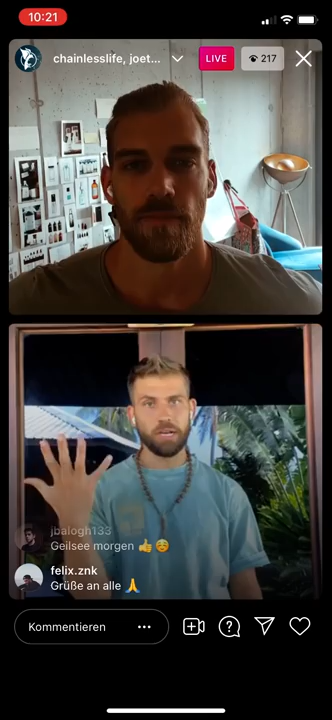 10:21
chainlesslife, joet...
LIVE
217
jbalogh133
Geilsee morgen 👍☺️
felix.znk
Grüße an alle 🙏
Kommentieren